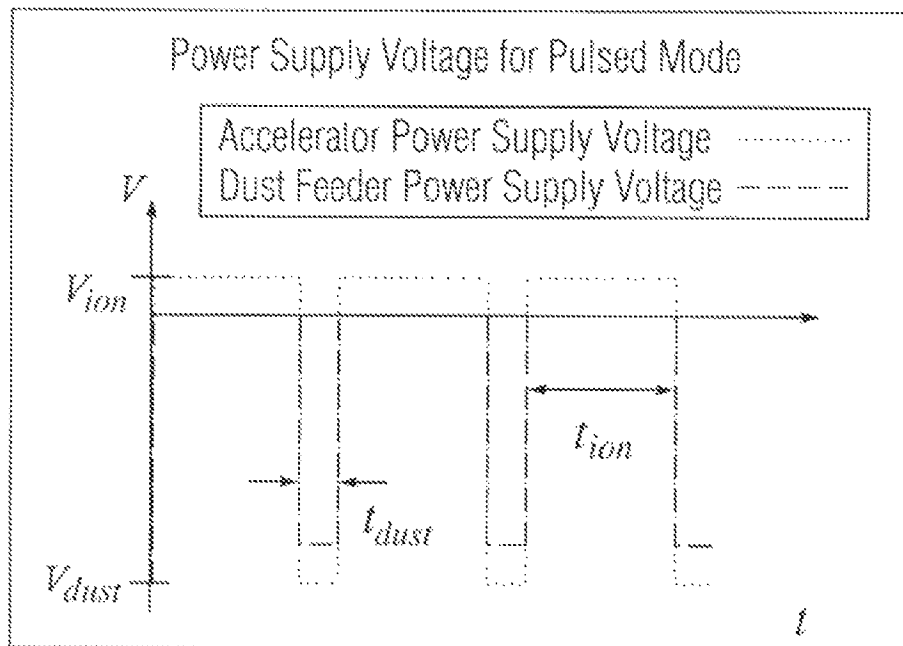 Power Supply Voltage for Pulsed Mode
Accelerator Power Supply Voltage
Dust Feeder Power Supply Voltage
V
V_ion
t_ion
t_dust
V_dust
t